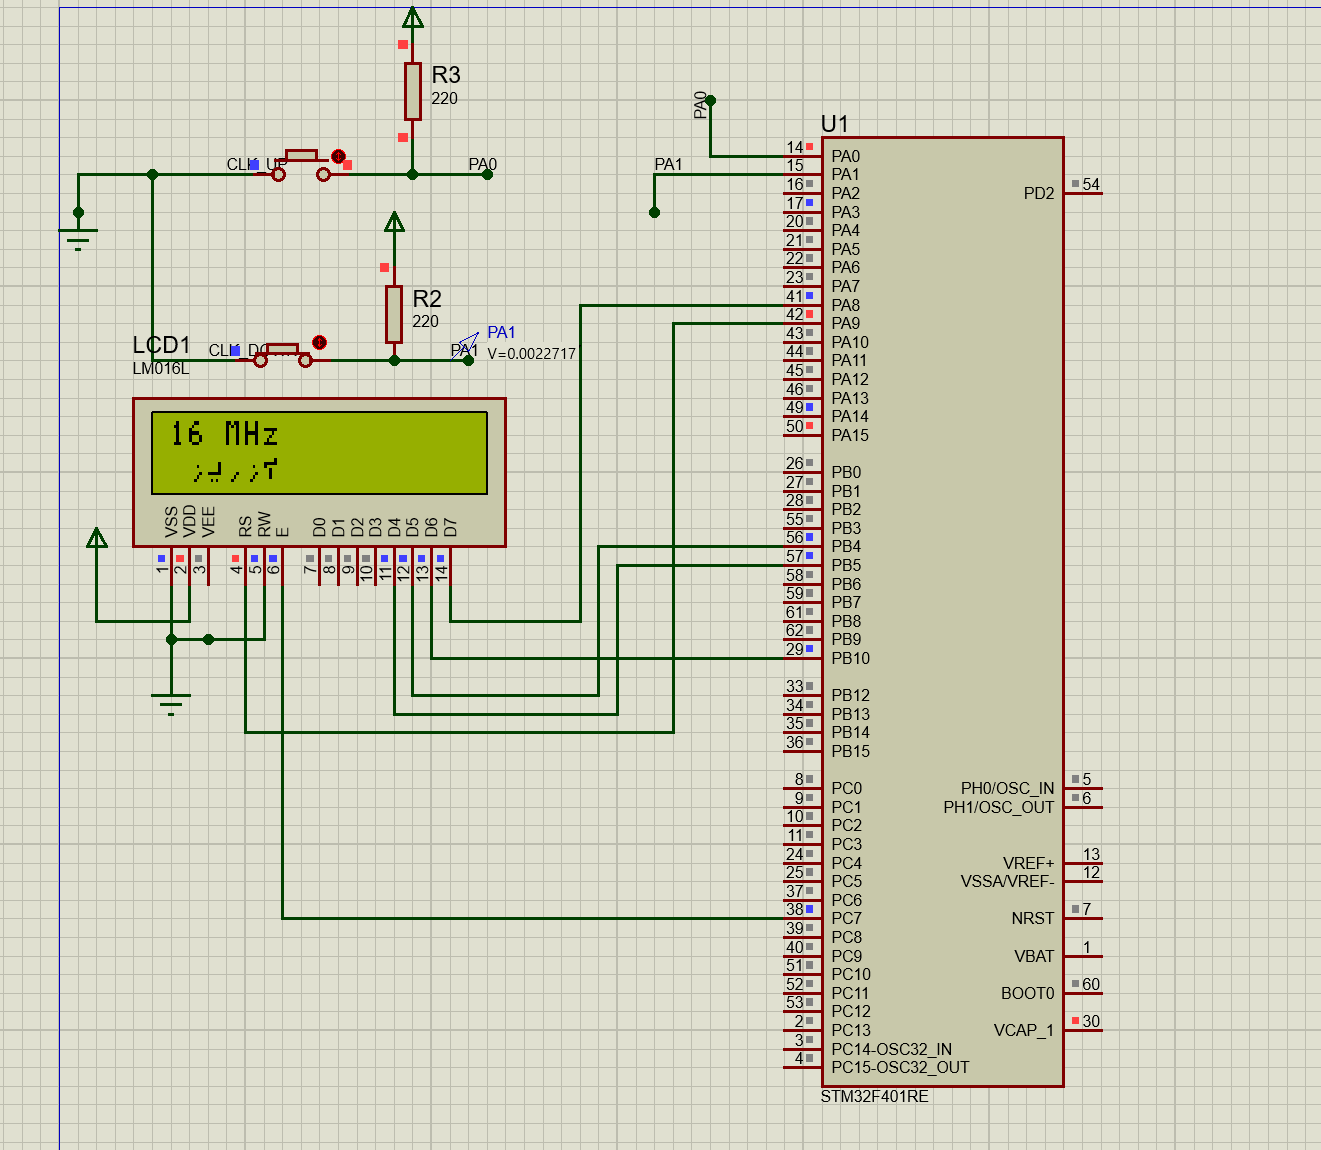 R3
220
CLK_UP
PA0
R2
220
PA1
V=0.0022717
PA1
LCD1
LM016L
16 MHz
VSS
VDD
VEE
RS
RW
E
D0
D1
D2
D3
D4
D5
D6
D7
1
2
3
4
5
6
7
8
9
10
11
12
13
14
PA0
PA1
U1
14 PA0
15 PA1
16 PA2
17 PA3
20 PA4
21 PA5
22 PA6
23 PA7
41 PA8
42 PA9
43 PA10
44 PA11
45 PA12
46 PA13
49 PA14
50 PA15
26 PB0
27 PB1
28 PB2
55 PB3
56 PB4
57 PB5
58 PB6
59 PB7
61 PB8
62 PB9
29 PB10
33 PB12
34 PB13
35 PB14
36 PB15
8 PC0
9 PC1
10 PC2
11 PC3
24 PC4
25 PC5
37 PC6
38 PC7
39 PC8
40 PC9
51 PC10
52 PC11
53 PC12
2 PC13
3 PC14-OSC32_IN
4 PC15-OSC32_OUT
PD2 54
PH0/OSC_IN 5
PH1/OSC_OUT 6
VREF+ 13
VSSA/VREF- 12
NRST 7
VBAT 1
BOOT0 60
VCAP_1 30
STM32F401RE